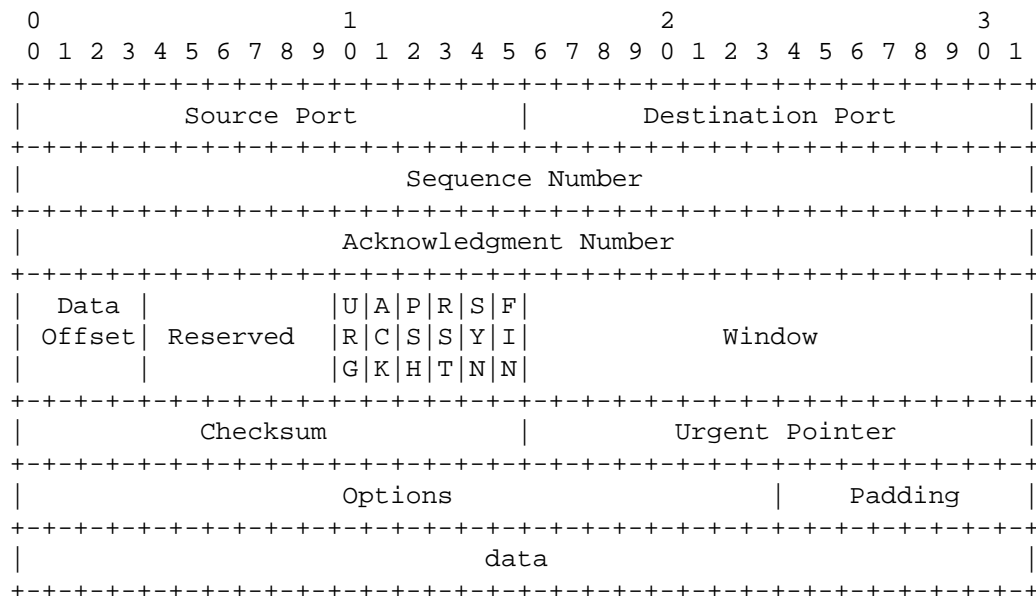 0                   1                   2                   3
0 1 2 3 4 5 6 7 8 9 0 1 2 3 4 5 6 7 8 9 0 1 2 3 4 5 6 7 8 9 0 1
+-+-+-+-+-+-+-+-+-+-+-+-+-+-+-+-+-+-+-+-+-+-+-+-+-+-+-+-+-+-+-+-+
|          Source Port          |       Destination Port        |
+-+-+-+-+-+-+-+-+-+-+-+-+-+-+-+-+-+-+-+-+-+-+-+-+-+-+-+-+-+-+-+-+
|                        Sequence Number                        |
+-+-+-+-+-+-+-+-+-+-+-+-+-+-+-+-+-+-+-+-+-+-+-+-+-+-+-+-+-+-+-+-+
|                    Acknowledgment Number                      |
+-+-+-+-+-+-+-+-+-+-+-+-+-+-+-+-+-+-+-+-+-+-+-+-+-+-+-+-+-+-+-+-+
|  Data |           |U|A|P|R|S|F|                               |
| Offset| Reserved  |R|C|S|S|Y|I|            Window             |
|       |           |G|K|H|T|N|N|                               |
+-+-+-+-+-+-+-+-+-+-+-+-+-+-+-+-+-+-+-+-+-+-+-+-+-+-+-+-+-+-+-+-+
|           Checksum            |         Urgent Pointer        |
+-+-+-+-+-+-+-+-+-+-+-+-+-+-+-+-+-+-+-+-+-+-+-+-+-+-+-+-+-+-+-+-+
|                    Options                    |    Padding    |
+-+-+-+-+-+-+-+-+-+-+-+-+-+-+-+-+-+-+-+-+-+-+-+-+-+-+-+-+-+-+-+-+
|                             data                              |
+-+-+-+-+-+-+-+-+-+-+-+-+-+-+-+-+-+-+-+-+-+-+-+-+-+-+-+-+-+-+-+-+